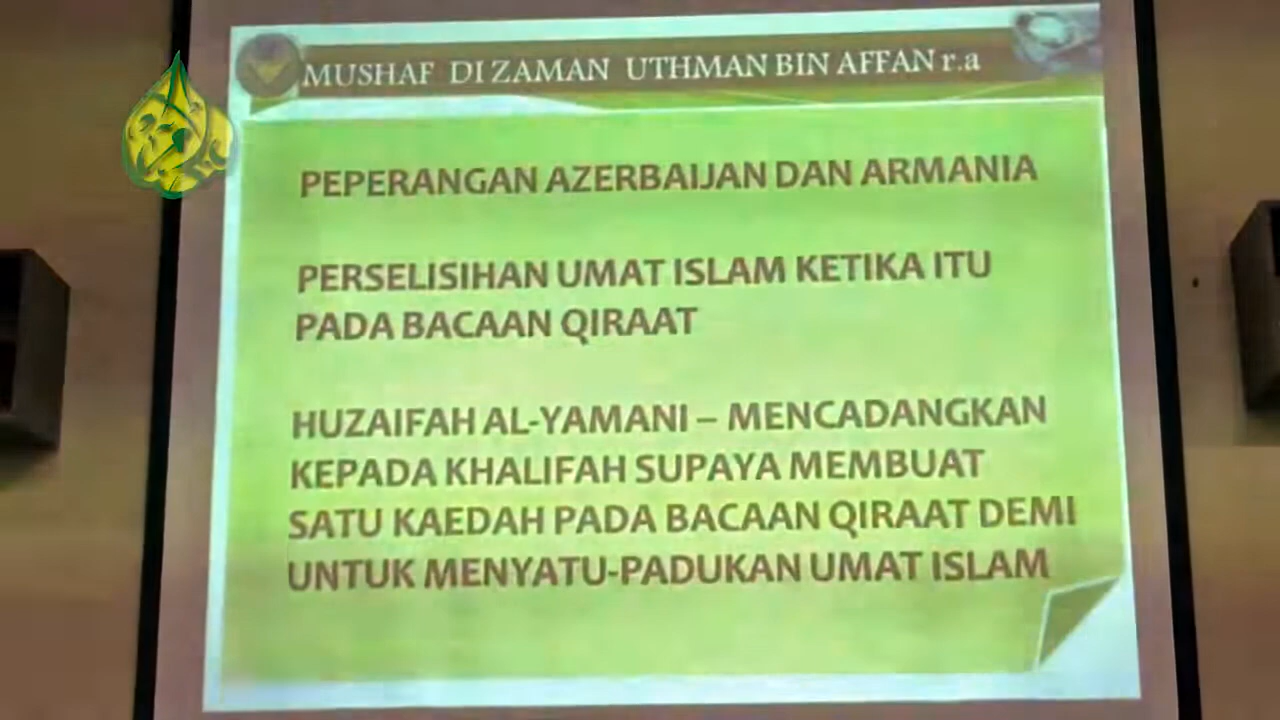 MUSHAF DI ZAMAN UTHMAN BIN AFFAN r.a
PEPERANGAN AZERBAIJAN DAN ARMANIA
PERSELISIHAN UMAT ISLAM KETIKA ITU
PADA BACAAN QIRAAT
HUZAIFAH AL-YAMANI – MENCADANGKAN
KEPADA KHALIFAH SUPAYA MEMBUAT
SATU KAEDAH PADA BACAAN QIRAAT DEMI
UNTUK MENYATU-PADUKAN UMAT ISLAM